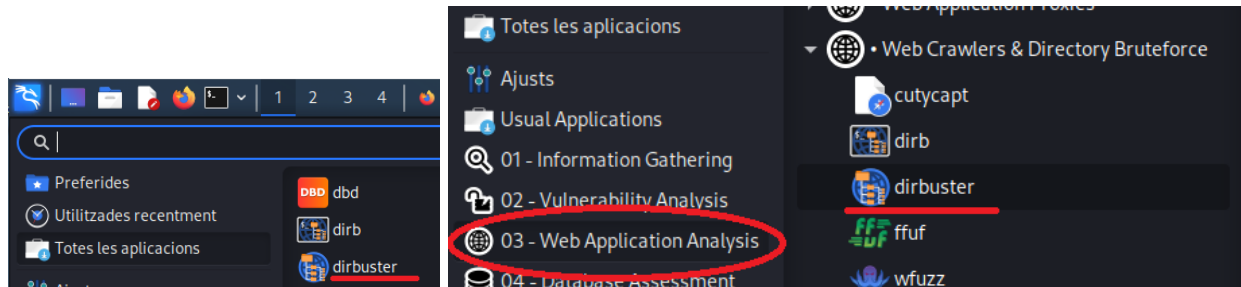 1 2 3 4
Preferides
Utilitzades recentment
Totes les aplicacions
Ajusts
DBD dbd
dirb
dirbuster
Totes les aplicacions
Ajusts
Usual Applications
01 - Information Gathering
02 - Vulnerability Analysis
03 - Web Application Analysis
04 - Database Assessment
Web Application Proxies
• Web Crawlers & Directory Bruteforce
cutycapt
dirb
dirbuster
ffuf
wfuzz